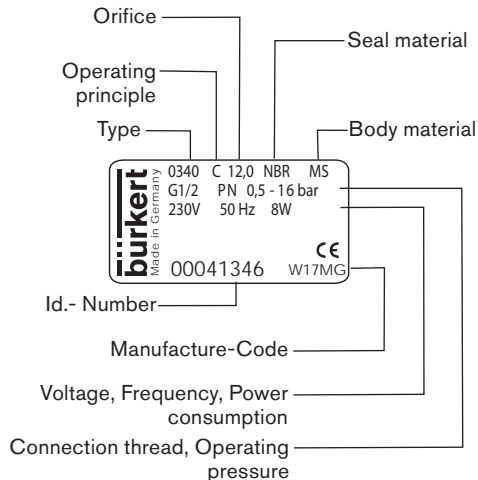 Orifice
Seal material
Operating
principle
Type
Body material
burkert
Made in Germany
0340 C 12,0 NBR MS
G1/2 PN 0,5 - 16 bar
230V 50 Hz 8W
CE
00041346 W17MG
Id.- Number
Manufacture-Code
Voltage, Frequency, Power
consumption
Connection thread, Operating
pressure